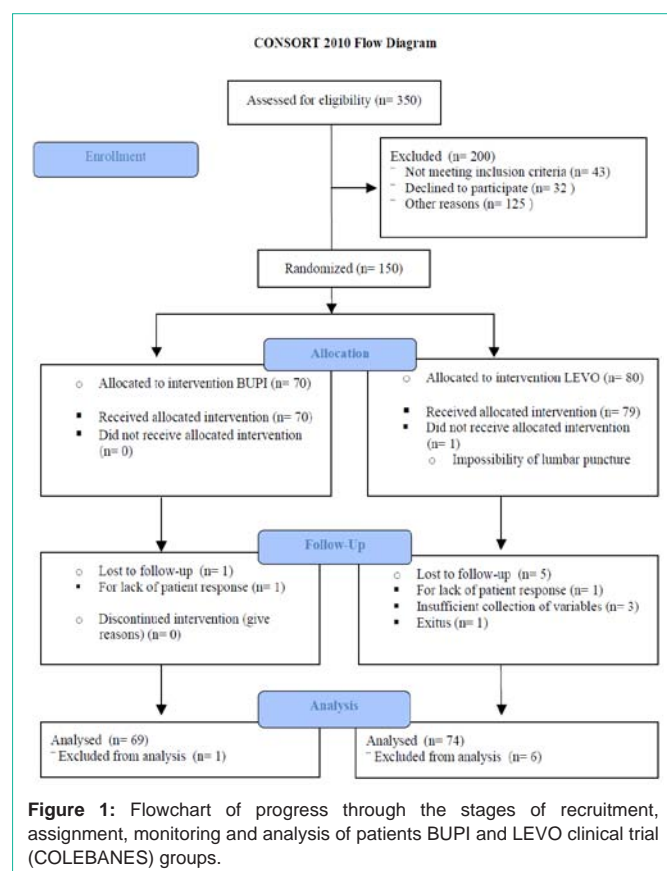 CONSORT 2010 Flow Diagram
Assessed for eligibility (n= 350)
Enrollment
Excluded (n= 200)
⁻ Not meeting inclusion criteria (n= 43)
⁻ Declined to participate (n= 32 )
⁻ Other reasons (n= 125 )
Randomized (n= 150)
Allocation
○ Allocated to intervention BUPI (n= 70)
▪ Received allocated intervention (n= 70)
▪ Did not receive allocated intervention
(n= 0)
○ Allocated to intervention LEVO (n= 80)
▪ Received allocated intervention (n= 79)
▪ Did not receive allocated intervention
(n= 1)
○ Impossibility of lumbar puncture
Follow-Up
○ Lost to follow-up (n= 1)
▪ For lack of patient response (n= 1)
○ Discontinued intervention (give
reasons) (n= 0)
○ Lost to follow-up (n= 5)
▪ For lack of patient response (n= 1)
▪ Insufficient collection of variables (n= 3)
▪ Exitus (n= 1)
Analysis
Analysed (n= 69)
⁻ Excluded from analysis (n= 1)
Analysed (n= 74)
⁻ Excluded from analysis (n= 6)
Figure 1: Flowchart of progress through the stages of recruitment,
assignment, monitoring and analysis of patients BUPI and LEVO clinical trial
(COLEBANES) groups.